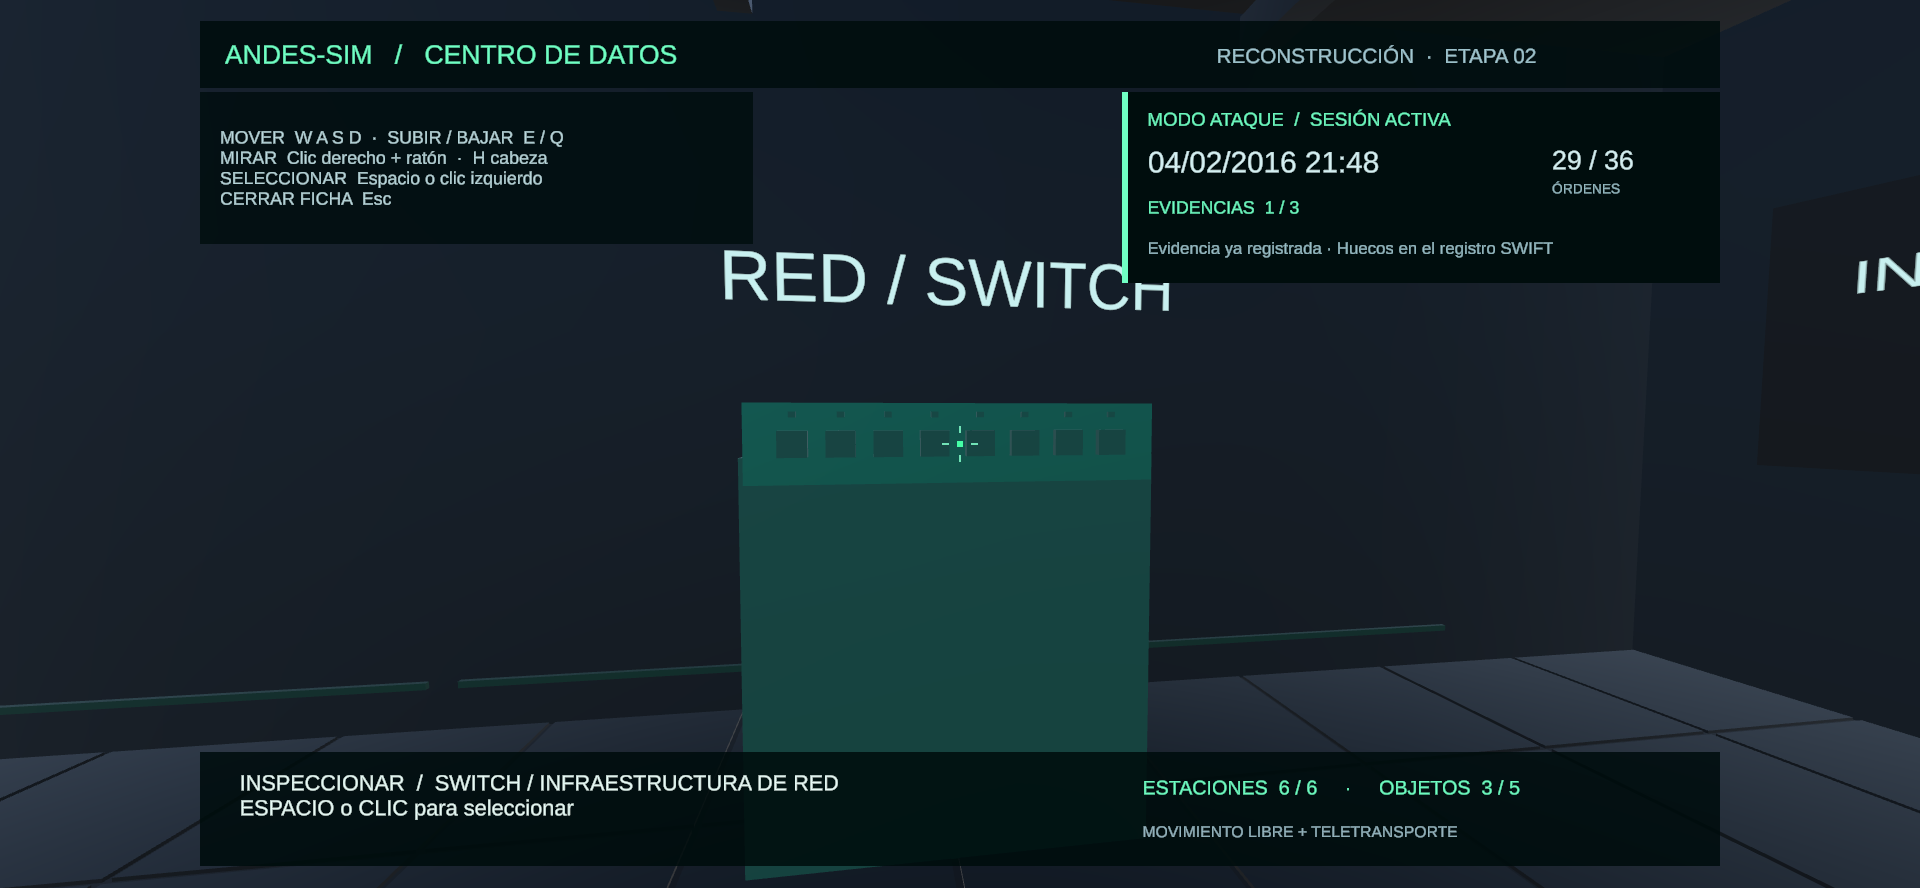 ANDES-SIM / CENTRO DE DATOS
RECONSTRUCCIÓN · ETAPA 02
MOVER W A S D · SUBIR / BAJAR E / Q
MIRAR Clic derecho + ratón · H cabeza
SELECCIONAR Espacio o clic izquierdo
CERRAR FICHA Esc
MODO ATAQUE / SESIÓN ACTIVA
04/02/2016 21:48
29 / 36
ÓRDENES
EVIDENCIAS 1 / 3
Evidencia ya registrada · Huecos en el registro SWIFT
RED / SWITCH
IN
INSPECCIONAR / SWITCH / INFRAESTRUCTURA DE RED
ESPACIO o CLIC para seleccionar
ESTACIONES 6 / 6 · OBJETOS 3 / 5
MOVIMIENTO LIBRE + TELETRANSPORTE